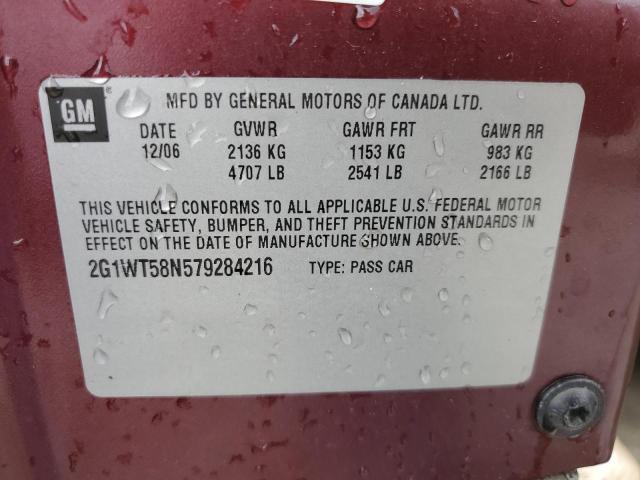 GM ®
MFD BY GENERAL MOTORS OF CANADA LTD.
DATE GVWR GAWR FRT GAWR RR
12/06 2136 KG 1153 KG 983 KG
4707 LB 2541 LB 2166 LB
THIS VEHICLE CONFORMS TO ALL APPLICABLE U.S. FEDERAL MOTOR
VEHICLE SAFETY, BUMPER, AND THEFT PREVENTION STANDARDS IN
EFFECT ON THE DATE OF MANUFACTURE SHOWN ABOVE.
2G1WT58N579284216 TYPE: PASS CAR